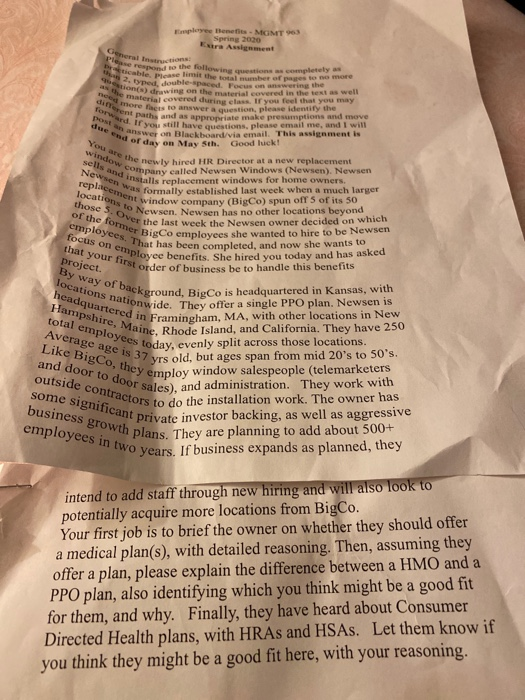 Employee Benefits - MGMT 903
Spring 2020
Extra Assignment
General Instructions:
Please respond to the following questions as completely as
practicable. Please limit the total number of pages to no more
than 2, typed, double-spaced. Focus on answering the
question(s) drawing on the material covered in the text as well
as the material covered during class. If you feel that you may
need more facts to answer a question, please identify the
different paths and as appropriate make presumptions and move
forward. If you still have questions, please email me, and I will
post an answer on Blackboard/via email. This assignment is
due end of day on May 5th. Good luck!
You are the newly hired HR Director at a new replacement
window company called Newsen Windows (Newsen). Newsen
sells and installs replacement windows for home owners.
Newsen was formally established last week when a much larger
replacement window company (BigCo) spun off 5 of its 50
locations to Newsen. Newsen has no other locations beyond
those 5. Over the last week the Newsen owner decided on which
of the former BigCo employees she wanted to hire to be Newsen
employees. That has been completed, and now she wants to
focus on employee benefits. She hired you today and has asked
that your first order of business be to handle this benefits
project.
By way of background, BigCo is headquartered in Kansas, with
locations nationwide. They offer a single PPO plan. Newsen is
headquartered in Framingham, MA, with other locations in New
Hampshire, Maine, Rhode Island, and California. They have 250
total employees today, evenly split across those locations.
Average age is 37 yrs old, but ages span from mid 20's to 50's.
Like BigCo, they employ window salespeople (telemarketers
and door to door sales), and administration. They work with
outside contractors to do the installation work. The owner has
some significant private investor backing, as well as aggressive
business growth plans. They are planning to add about 500+
employees in two years. If business expands as planned, they
intend to add staff through new hiring and will also look to
potentially acquire more locations from BigCo.
Your first job is to brief the owner on whether they should offer
a medical plan(s), with detailed reasoning. Then, assuming they
offer a plan, please explain the difference between a HMO and a
PPO plan, also identifying which you think might be a good fit
for them, and why. Finally, they have heard about Consumer
Directed Health plans, with HRAs and HSAs. Let them know if
you think they might be a good fit here, with your reasoning.